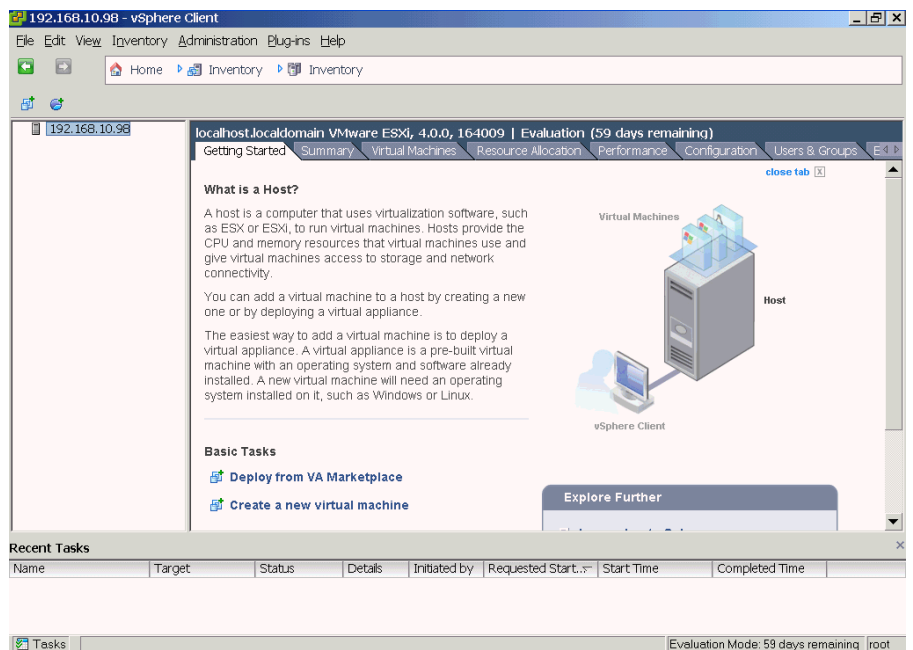 192.168.10.98 - vSphere Client
File Edit View Inventory Administration Plug-ins Help
Home Inventory Inventory
192.168.10.98
localhost.localdomain VMware ESXi, 4.0.0, 164009 | Evaluation (59 days remaining)
Getting Started Summary Virtual Machines Resource Allocation Performance Configuration Users & Groups
close tab X
What is a Host?
A host is a computer that uses virtualization software, such
as ESX or ESXi, to run virtual machines. Hosts provide the
CPU and memory resources that virtual machines use and
give virtual machines access to storage and network
connectivity.
You can add a virtual machine to a host by creating a new
one or by deploying a virtual appliance.
The easiest way to add a virtual machine is to deploy a
virtual appliance. A virtual appliance is a pre-built virtual
machine with an operating system and software already
installed. A new virtual machine will need an operating
system installed on it, such as Windows or Linux.
Virtual Machines
Host
vSphere Client
Basic Tasks
Deploy from VA Marketplace
Create a new virtual machine
Explore Further
Recent Tasks
Name Target Status Details Initiated by Requested Start... Start Time Completed Time
Tasks Evaluation Mode: 59 days remaining root